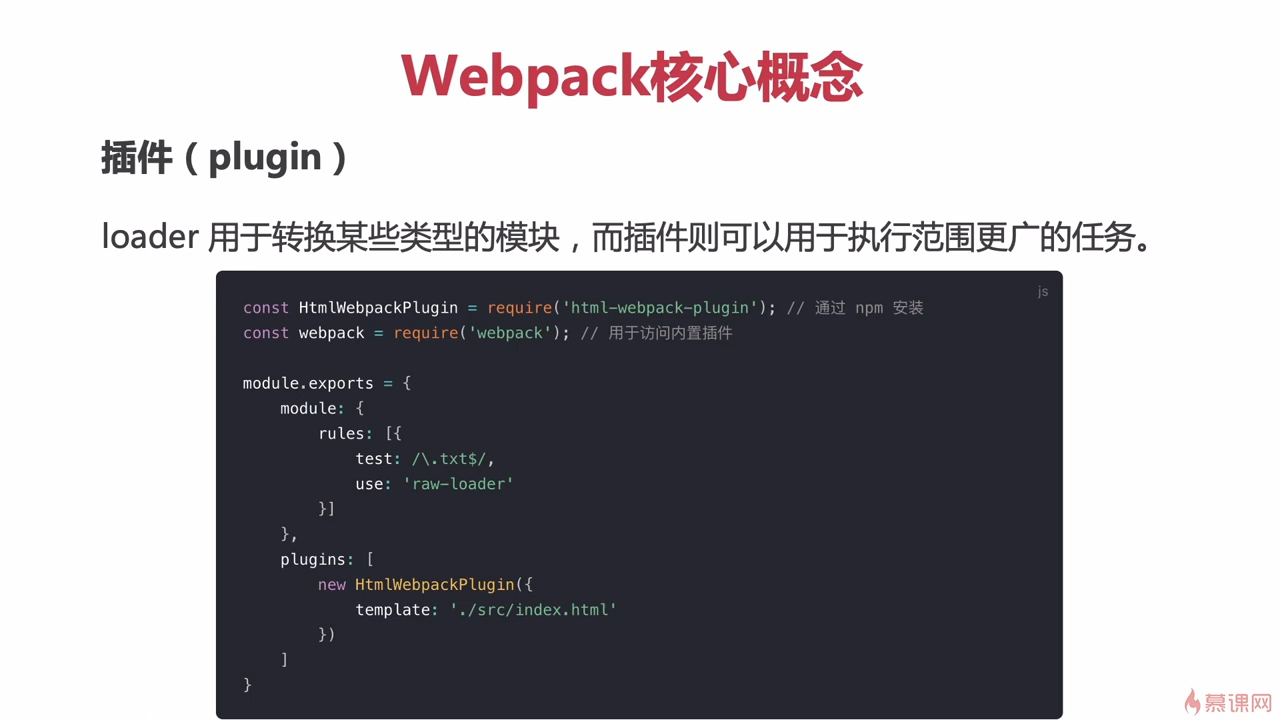 Webpack核心概念
插件（plugin）
loader 用于转换某些类型的模块，而插件则可以用于执行范围更广的任务。
js
const HtmlWebpackPlugin = require('html-webpack-plugin'); // 通过 npm 安装
const webpack = require('webpack'); // 用于访问内置插件
module.exports = {
    module: {
        rules: [{
            test: /\.txt$/,
            use: 'raw-loader'
        }]
    },
    plugins: [
        new HtmlWebpackPlugin({
            template: './src/index.html'
        })
    ]
}
慕课网